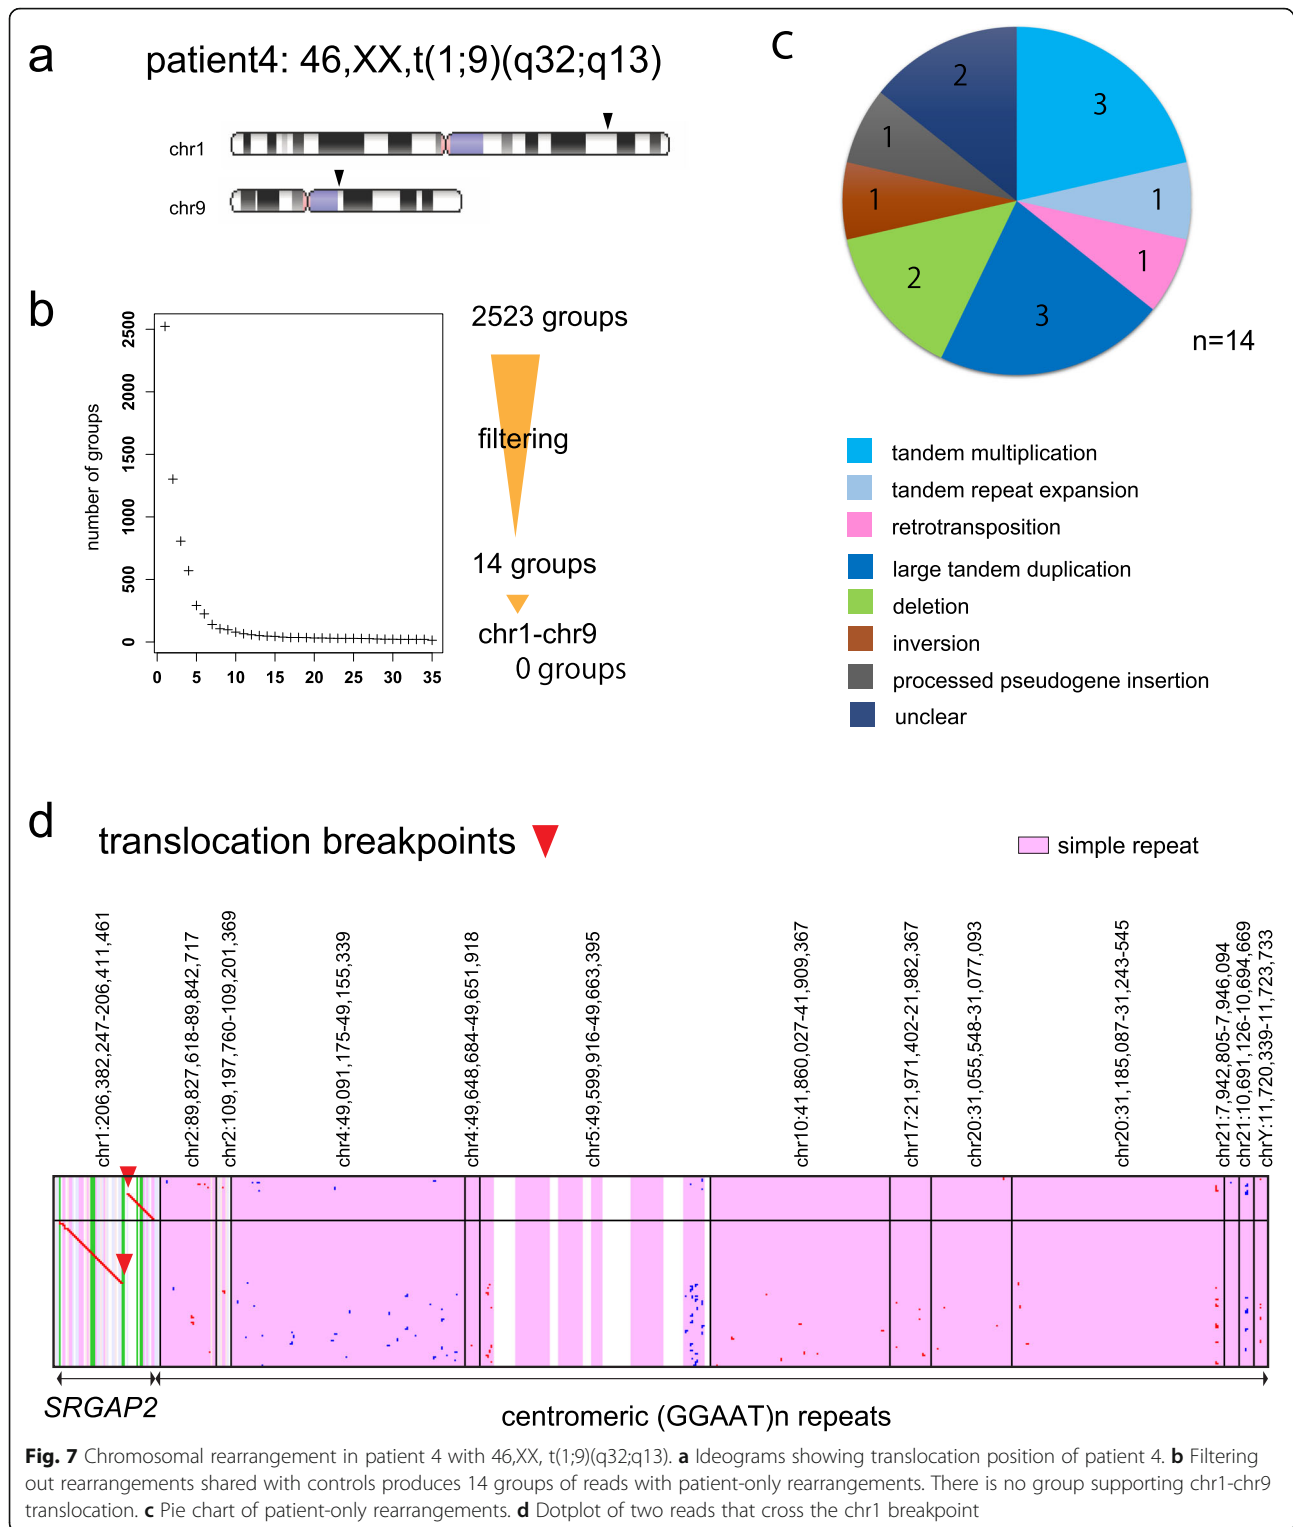 a
patient4: 46,XX,t(1;9)(q32;q13)
chr1
chr9
b
number of groups
2500
2000
1500
1000
500
0
0 5 10 15 20 25 30 35
2523 groups
filtering
14 groups
chr1-chr9
0 groups
c
3
1
1
3
2
1
1
2
n=14
tandem multiplication
tandem repeat expansion
retrotransposition
large tandem duplication
deletion
inversion
processed pseudogene insertion
unclear
d
translocation breakpoints
simple repeat
chr1:206,382,247-206,411,461
chr2:89,827,618-89,842,717
chr2:109,197,760-109,201,369
chr4:49,091,175-49,155,339
chr4:49,648,684-49,651,918
chr5:49,599,916-49,663,395
chr10:41,860,027-41,909,367
chr17:21,971,402-21,982,367
chr20:31,055,548-31,077,093
chr20:31,185,087-31,243-545
chr21:7,942,805-7,946,094
chr21:10,691,126-10,694,669
chrY:11,720,339-11,723,733
SRGAP2
centromeric (GGAAT)n repeats
Fig. 7 Chromosomal rearrangement in patient 4 with 46,XX, t(1;9)(q32;q13). a Ideograms showing translocation position of patient 4. b Filtering
out rearrangements shared with controls produces 14 groups of reads with patient-only rearrangements. There is no group supporting chr1-chr9
translocation. c Pie chart of patient-only rearrangements. d Dotplot of two reads that cross the chr1 breakpoint